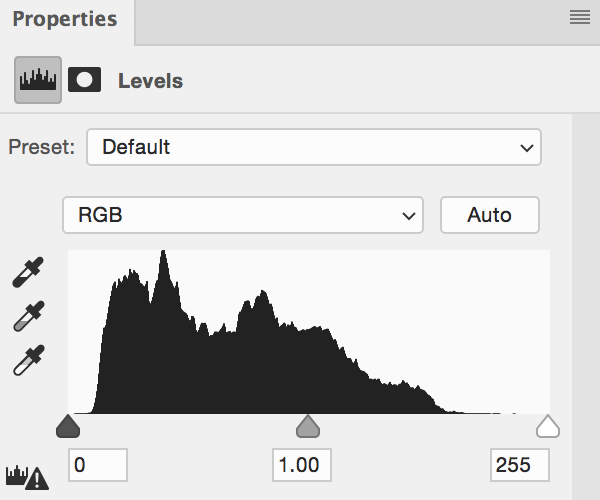 Properties
Levels
Preset: Default
RGB Auto
0 1.00 255